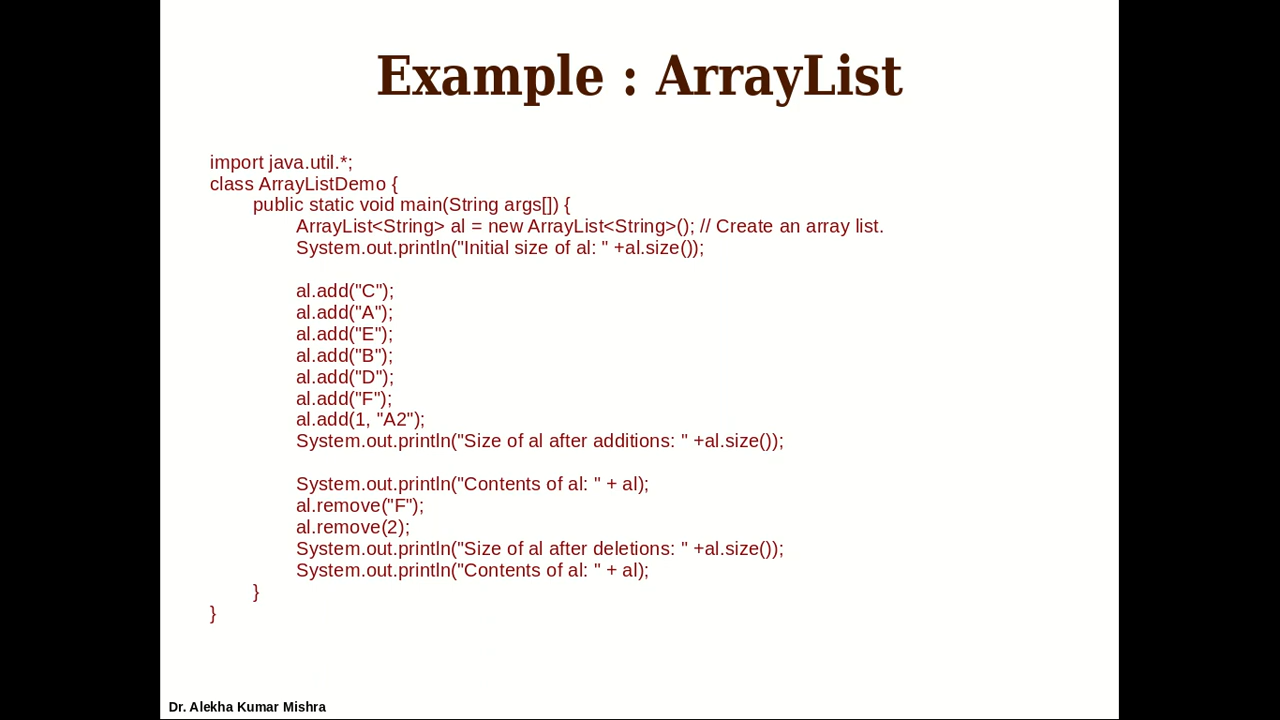 Example : ArrayList
import java.util.*;
class ArrayListDemo {
public static void main(String args[]) {
ArrayList<String> al = new ArrayList<String>(); // Create an array list.
System.out.println("Initial size of al: " +al.size());
al.add("C");
al.add("A");
al.add("E");
al.add("B");
al.add("D");
al.add("F");
al.add(1, "A2");
System.out.println("Size of al after additions: " +al.size());
System.out.println("Contents of al: " + al);
al.remove("F");
al.remove(2);
System.out.println("Size of al after deletions: " +al.size());
System.out.println("Contents of al: " + al);
}
}
Dr. Alekha Kumar Mishra